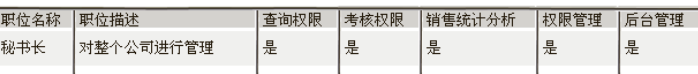 职位名称 职位描述 查询权限 考核权限 销售统计分析 权限管理 后台管理
秘书长 对整个公司进行管理 是 是 是 是 是